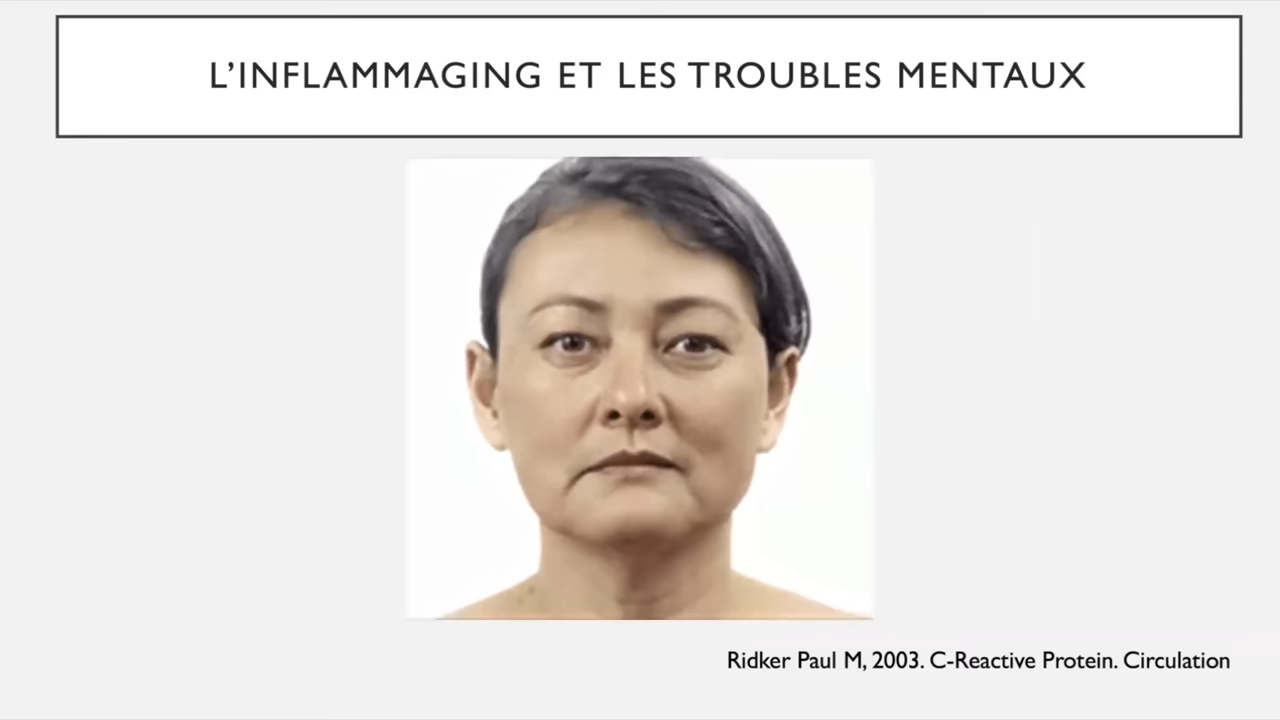 L'INFLAMMAGING ET LES TROUBLES MENTAUX
Ridker Paul M, 2003. C-Reactive Protein. Circulation